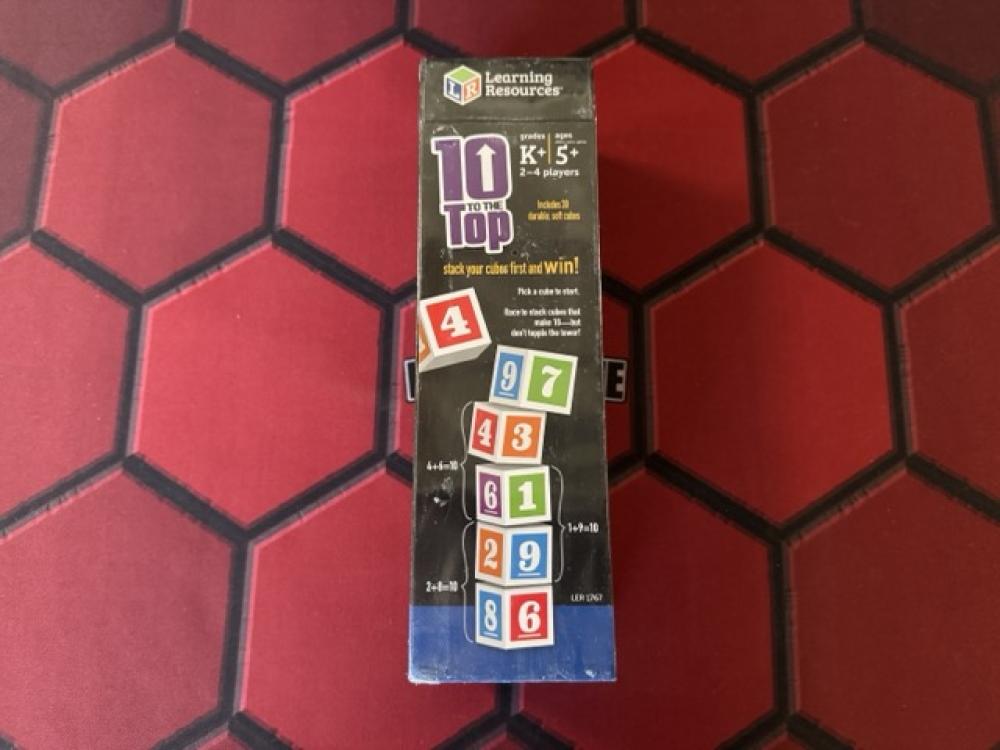 LR Learning
Resources
grades ages
K+ 5+
2-4 players
10
TO THE
Top
Includes 30
durable, soft cubes
stack your cubes first and win!
Pick a cube to start.
Race to stack cubes that
make 10—but
don't topple the tower!
4
9 7
4 3
4+6=10
6 1
1+9=10
2 9
2+8=10
LER 1767
8 6
E